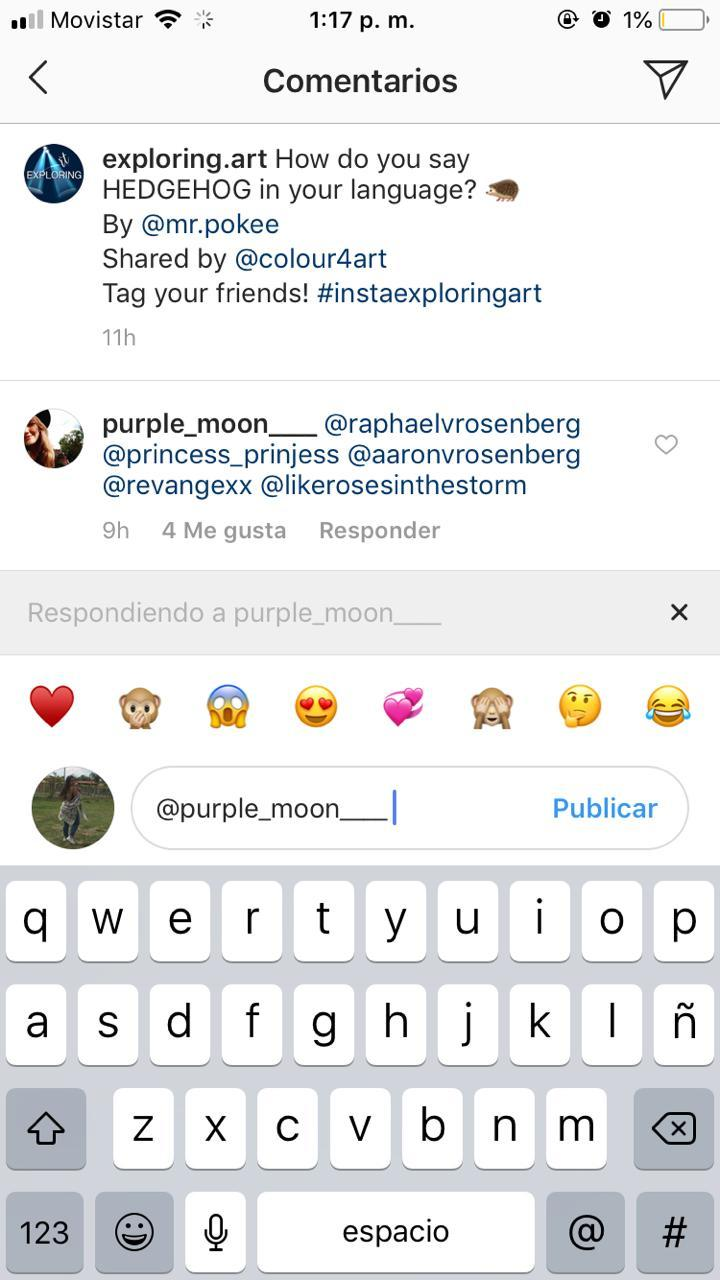 Movistar 1:17 p. m. 1%
Comentarios
exploring.art How do you say
HEDGEHOG in your language? 🦔
By @mr.pokee
Shared by @colour4art
Tag your friends! #instaexploringart
11h
EXPLORING
purple_moon____ @raphaelvrosenberg
@princess_prinjess @aaronvrosenberg
@revangexx @likerosesinthestorm
9h 4 Me gusta Responder
Respondiendo a purple_moon____ ×
@purple_moon____ Publicar
q w e r t y u i o p
a s d f g h j k l ñ
z x c v b n m
123 espacio @ #